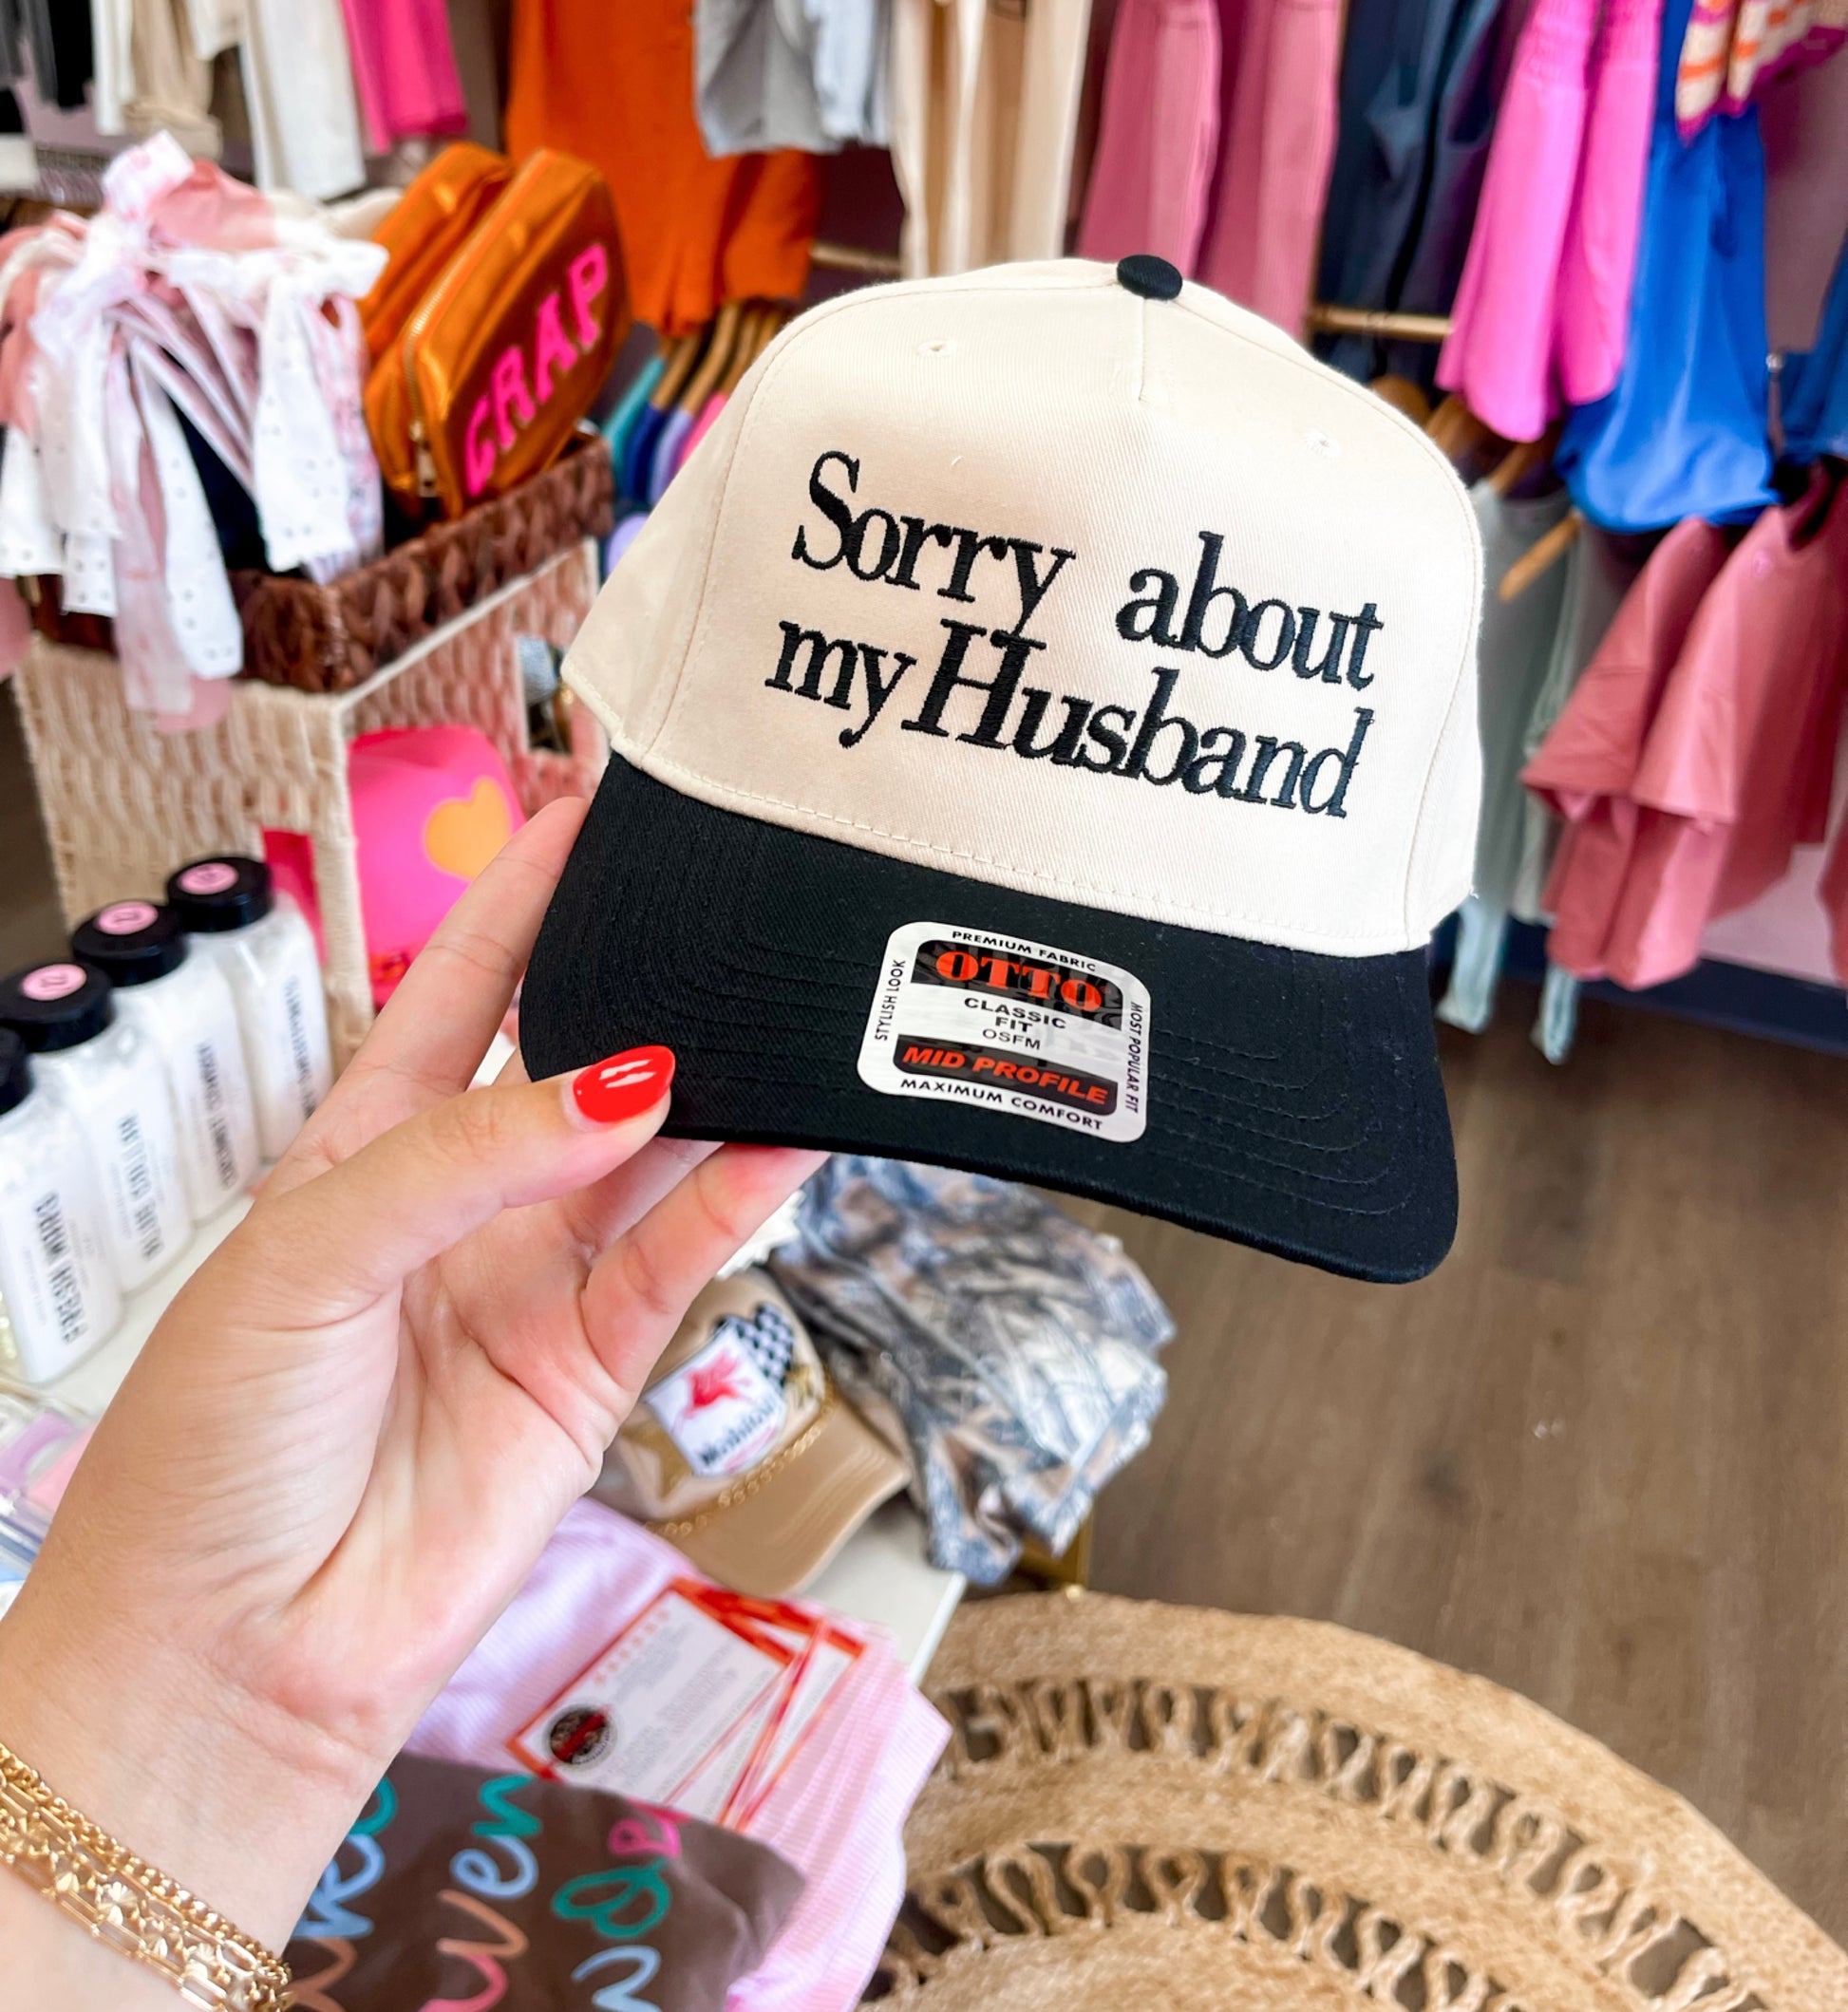 CRAP
Sorry about
my Husband
PREMIUM FABRIC
OTTO
STYLISH LOOK
CLASSIC
FIT
OSFM
MOST POPULAR FIT
MID PROFILE
MAXIMUM COMFORT